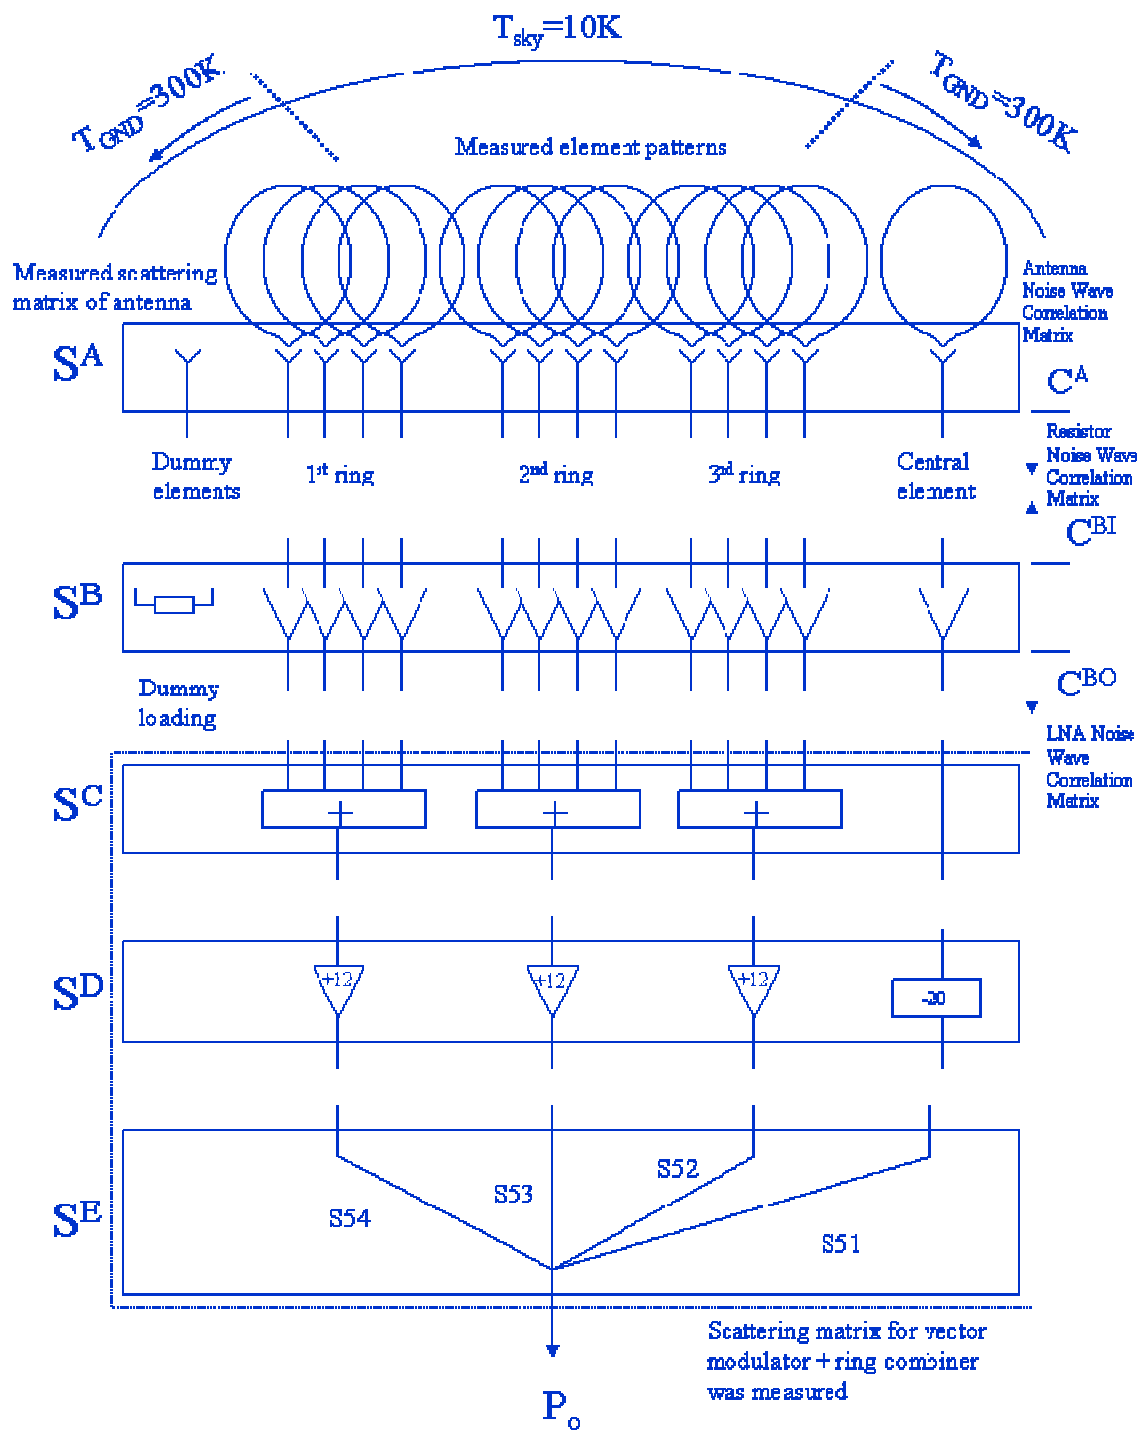 T_sky=10K
T_GND=300K
T_GND=300K
Measured element patterns
Measured scattering
matrix of antenna
Antenna
Noise Wave
Correlation
Matrix
S^A
C^A
Dummy
elements
1st ring
2nd ring
3rd ring
Central
element
Resistor
Noise Wave
Correlation
Matrix
C^BI
S^B
Dummy
loading
C^BO
LNA Noise
Wave
Correlation
Matrix
S^C
+
+
+
S^D
+12
+12
+12
-20
S^E
S54
S53
S52
S51
Scattering matrix for vector
modulator + ring combiner
was measured
P_o